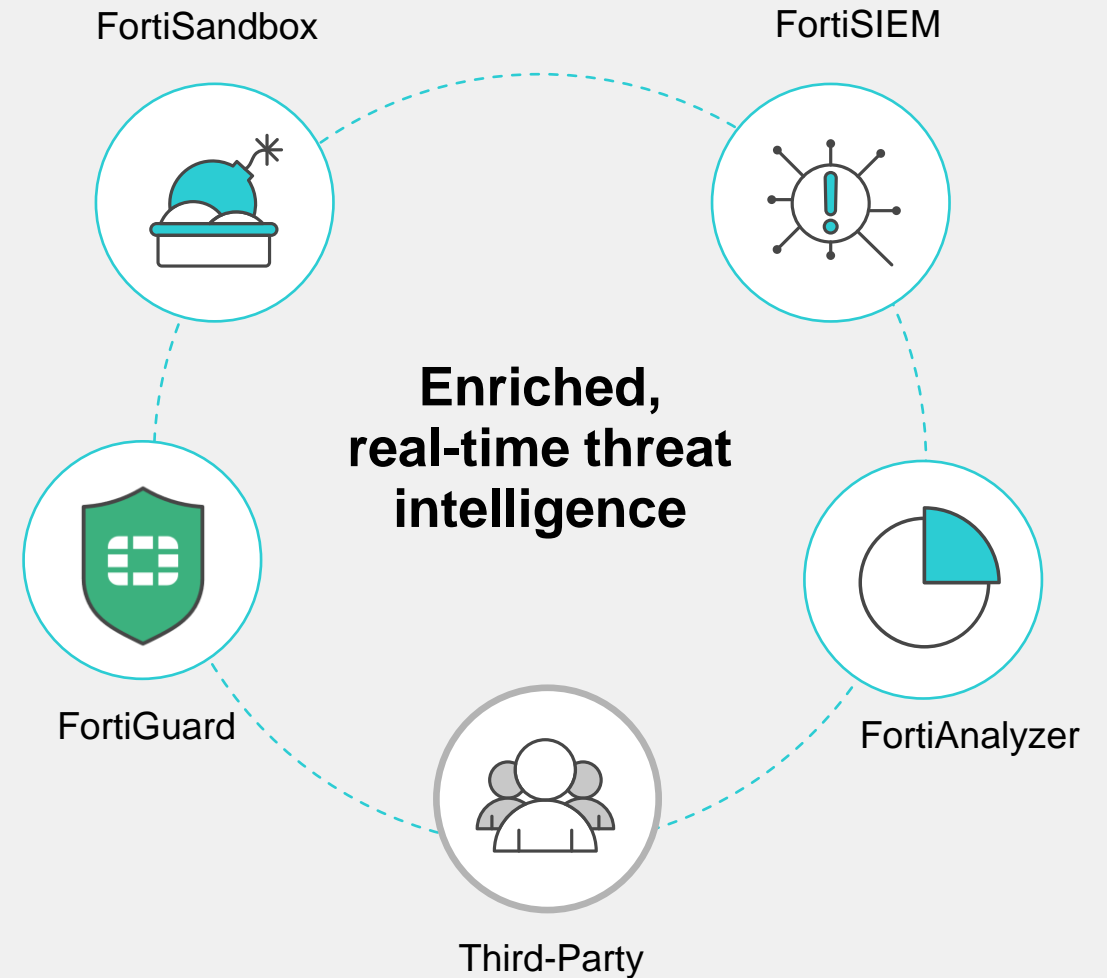 FortiSandbox
FortiSIEM
Enriched,
real-time threat
intelligence
FortiGuard
FortiAnalyzer
Third-Party